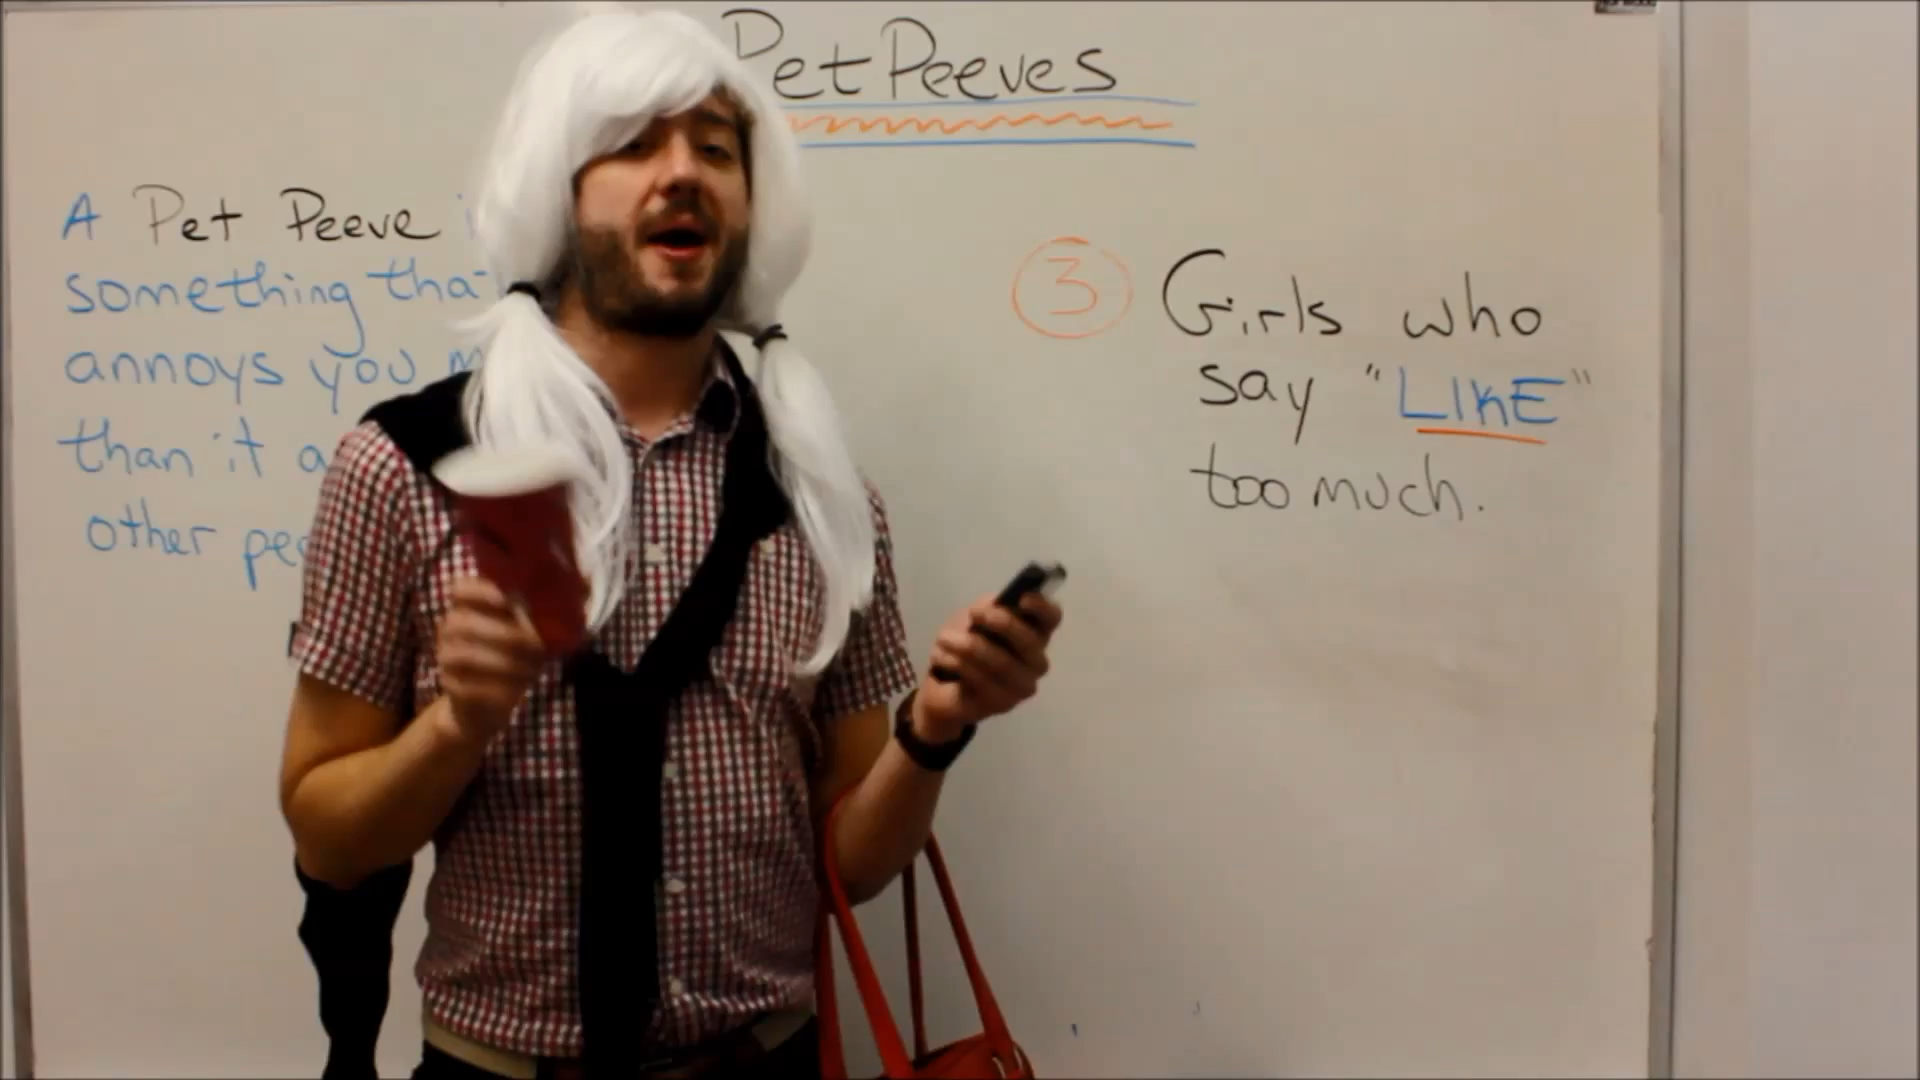 Pet Peeves
A Pet Peeve
something tha
annoys you
than it a
other pe
3 Girls who
say "LIKE"
too much.